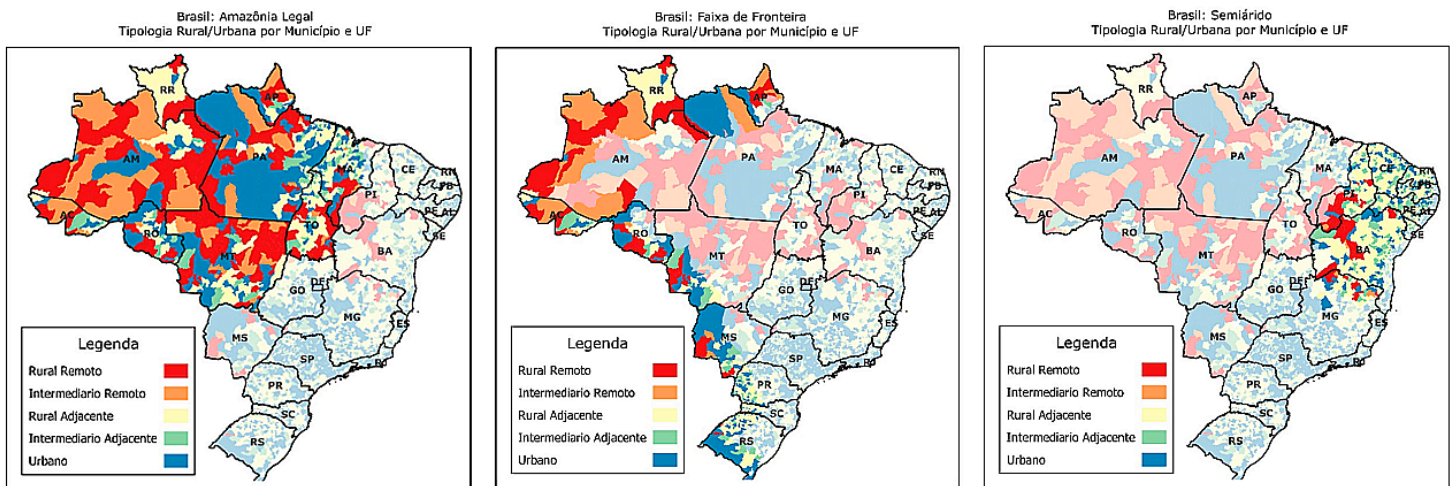 Brasil: Amazônia Legal
Tipologia Rural/Urbana por Município e UF
RR
AP
AM
PA
MA
CE
RN
PB
PE
AL
SE
PI
AC
RO
TO
BA
MT
DF
GO
MG
ES
MS
SP
RJ
PR
SC
RS
Legenda
Rural Remoto
Intermediario Remoto
Rural Adjacente
Intermediario Adjacente
Urbano
Brasil: Faixa de Fronteira
Tipologia Rural/Urbana por Município e UF
RR
AP
AM
PA
MA
CE
RN
PB
PE
AL
SE
PI
AC
RO
TO
BA
MT
DF
GO
MG
ES
MS
SP
RJ
PR
SC
RS
Legenda
Rural Remoto
Intermediario Remoto
Rural Adjacente
Intermediario Adjacente
Urbano
Brasil: Semiárido
Tipologia Rural/Urbana por Município e UF
RR
AP
AM
PA
MA
CE
RN
PB
PE
AL
SE
PI
AC
RO
TO
BA
MT
DF
GO
MG
ES
MS
SP
RJ
PR
SC
RS
Legenda
Rural Remoto
Intermediario Remoto
Rural Adjacente
Intermediario Adjacente
Urbano